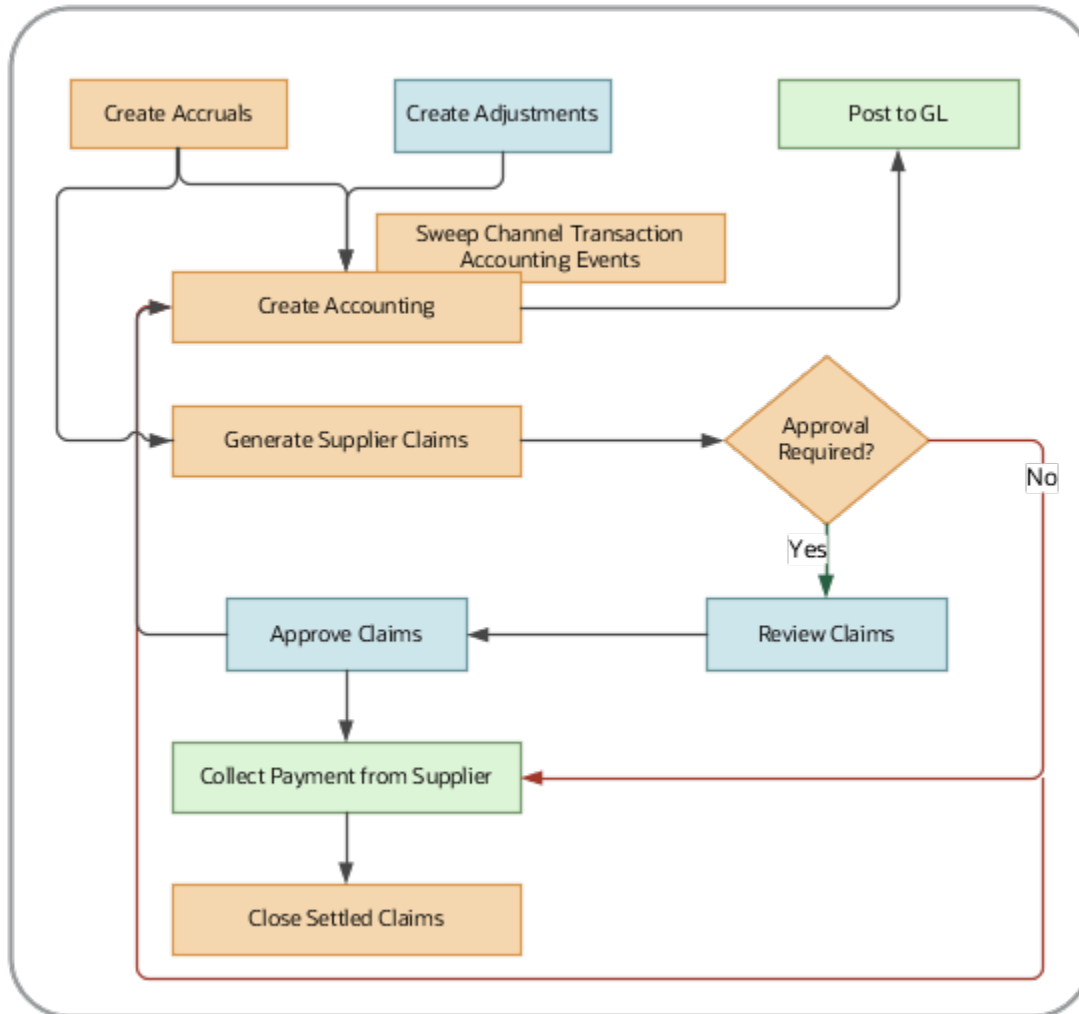 Create Accruals
Create Adjustments
Post to GL
Sweep Channel Transaction
Accounting Events
Create Accounting
Generate Supplier Claims
Approval
Required?
No
Yes
Approve Claims
Review Claims
Collect Payment from Supplier
Close Settled Claims